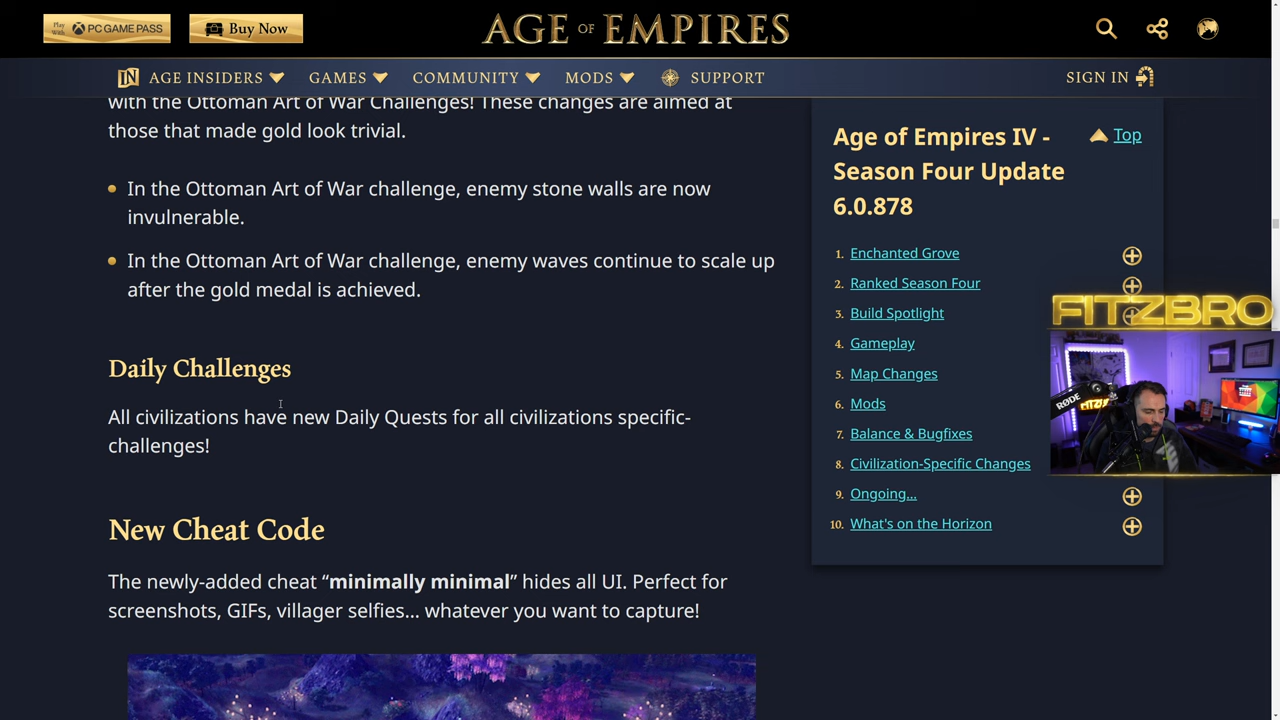 Play With
PC GAME PASS
Buy Now
AGE OF EMPIRES
AGE INSIDERS
GAMES
COMMUNITY
MODS
SUPPORT
SIGN IN
with the Ottoman Art of War Challenges! These changes are aimed at
those that made gold look trivial.
In the Ottoman Art of War challenge, enemy stone walls are now
invulnerable.
In the Ottoman Art of War challenge, enemy waves continue to scale up
after the gold medal is achieved.
Daily Challenges
All civilizations have new Daily Quests for all civilizations specific-
challenges!
New Cheat Code
The newly-added cheat “minimally minimal” hides all UI. Perfect for
screenshots, GIFs, villager selfies… whatever you want to capture!
Age of Empires IV -
Season Four Update
6.0.878
Top
1. Enchanted Grove
2. Ranked Season Four
3. Build Spotlight
4. Gameplay
5. Map Changes
6. Mods
7. Balance & Bugfixes
8. Civilization-Specific Changes
9. Ongoing...
10. What's on the Horizon
FITZBRO
RØDE